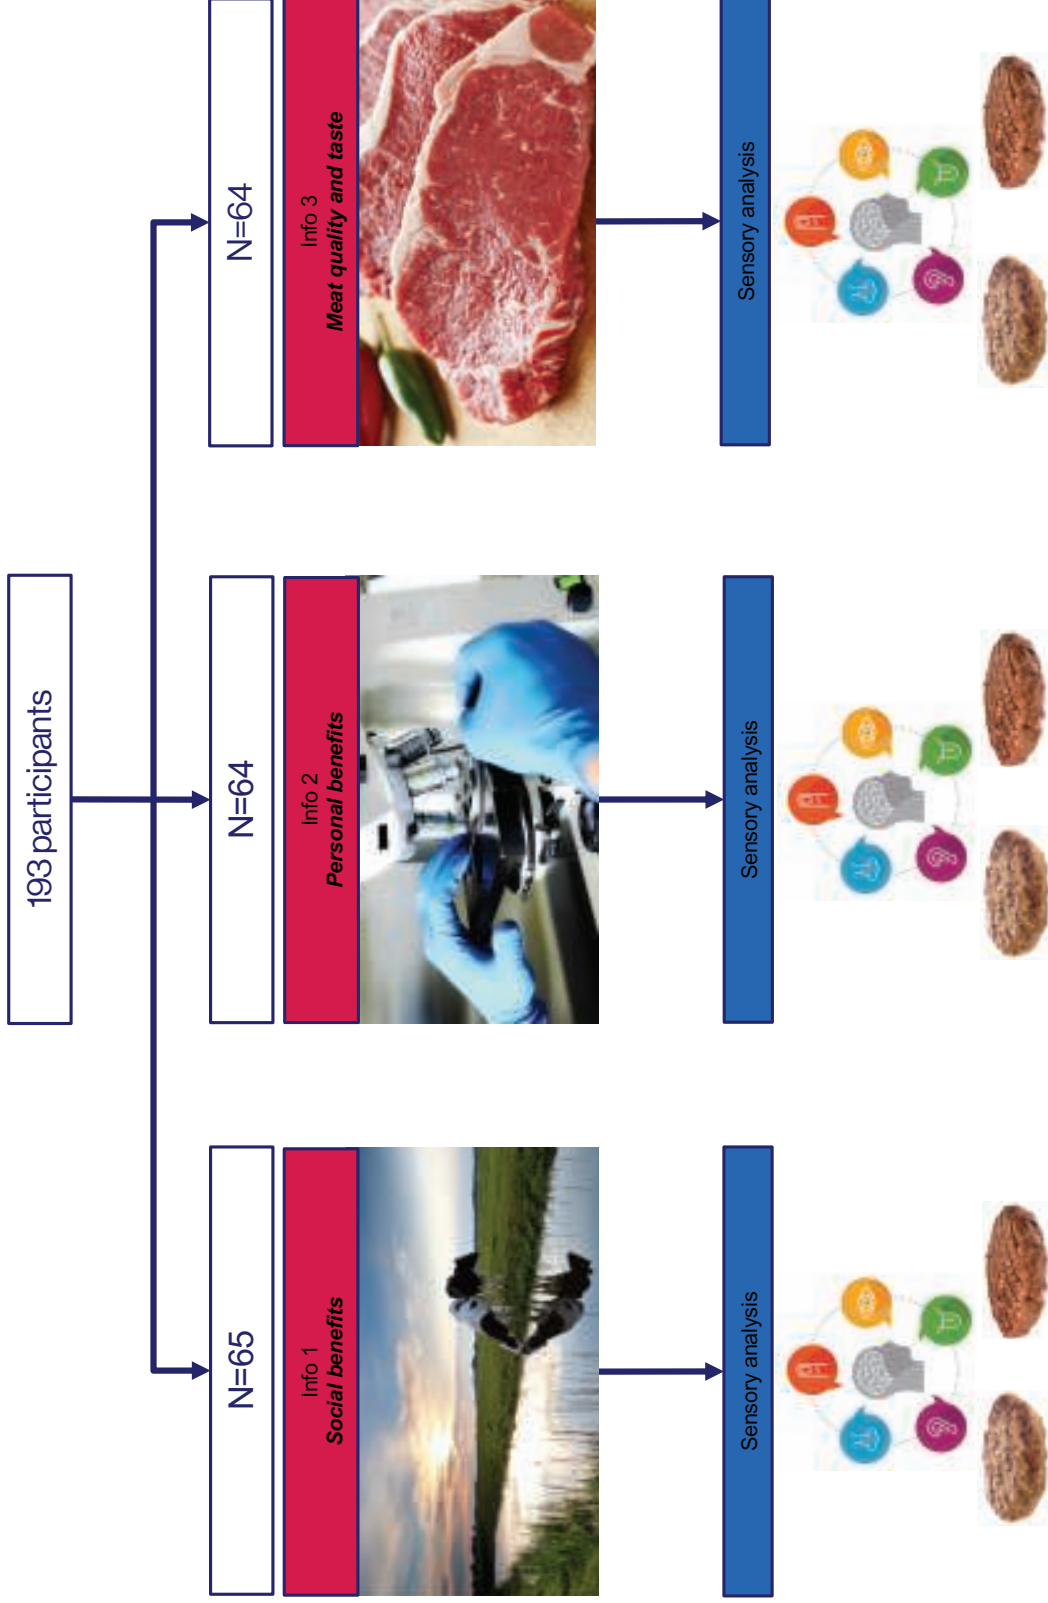 193 participants
N=65
Info 1
Social benefits
Sensory analysis
N=64
Info 2
Personal benefits
Sensory analysis
N=64
Info 3
Meat quality and taste
Sensory analysis